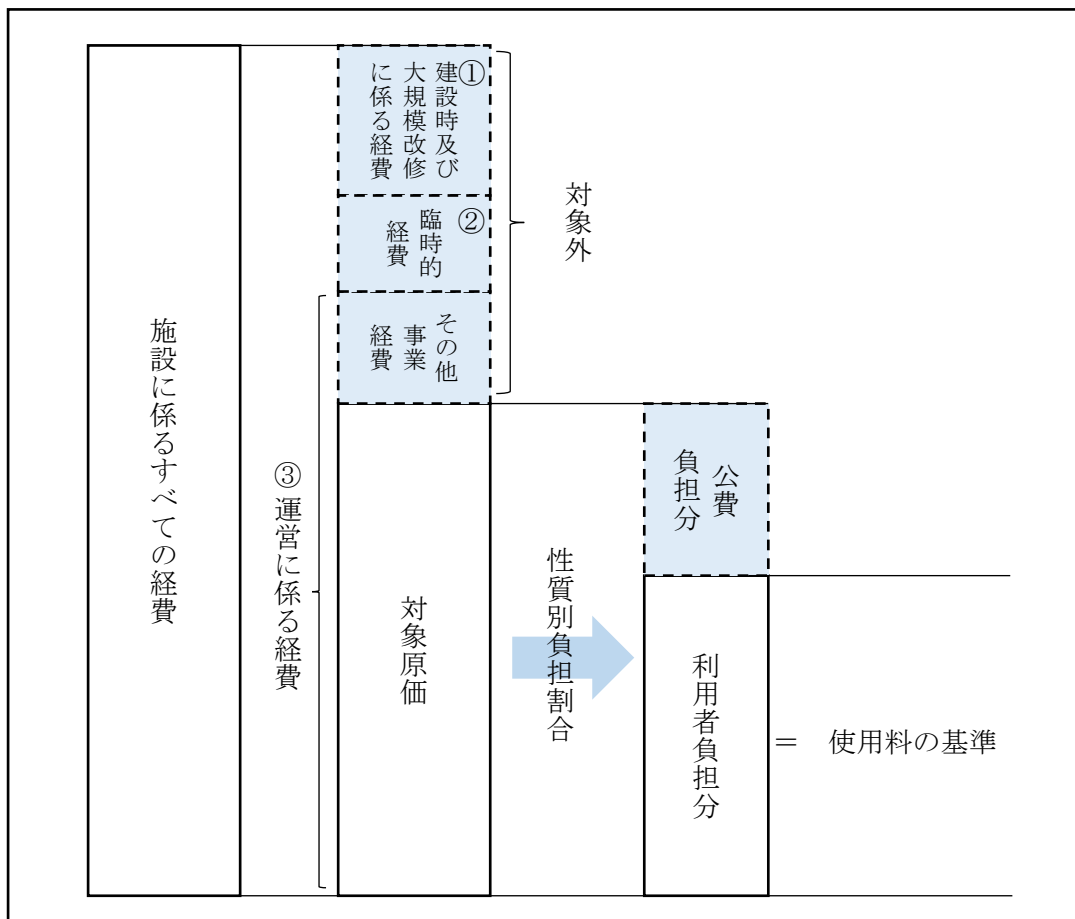 施設に係るすべての経費
①
建設時及び
大規模改修
に係る経費
②
臨時的
経費
その他
事業
経費
対象外
③運営に係る経費
対象原価
性質別負担割合
公費
負担分
利用者負担分
＝ 使用料の基準